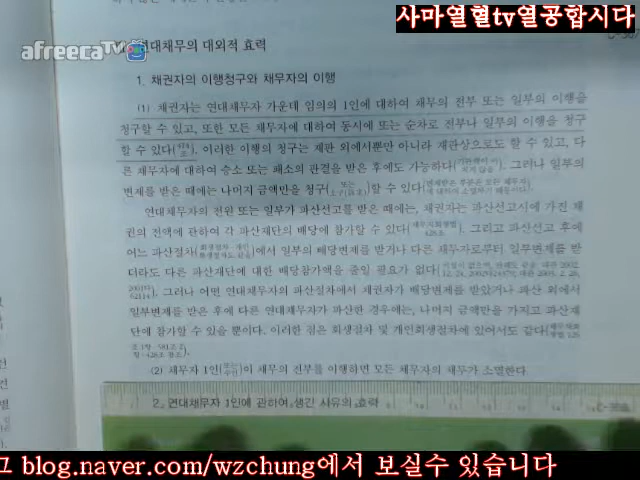 사마열혈tv열공합시다
afreecaTV
연대채무의 대외적 효력
1. 채권자의 이행청구와 채무자의 이행
(1) 채권자는 연대채무자 가운데 임의의 1인에 대하여 채무의 전부 또는 일부의 이행을
청구할 수 있고, 또한 모든 채무자에 대하여 동시에 또는 순차로 전부나 일부의 이행을 청구
할 수 있다. 이러한 이행의 청구는 재판 외에서뿐만 아니라 재판상으로도 할 수 있고, 다
른 채무자에 대하여 승소 또는 패소의 판결을 받은 후에도 가능하다. 그러나 일부의
변제를 받은 때에는 나머지 금액만을 청구할 수 있다
연대채무자의 전원 또는 일부가 파산선고를 받은 때에는, 채권자는 파산선고시에 가진 채
권의 전액에 관하여 각 파산재단의 배당에 참가할 수 있다. 그리고 파산선고 후에
어느 파산절차에서 일부의 배당변제를 받거나 다른 채무자로부터 일부변제를 받
더라도 다른 파산재단에 대한 배당참가액을 줄일 필요가 없다
그러나 어떤 연대채무자의 파산절차에서 채권자가 배당변제를 받았거나 파산 외에서
일부변제를 받은 후에 다른 연대채무자가 파산한 경우에는, 나머지 금액만을 가지고 파산재
단에 참가할 수 있을 뿐이다. 이러한 점은 회생절차 및 개인회생절차에 있어서도 같다
(2) 채무자 1인이 채무의 전부를 이행하면 모든 채무자의 채무가 소멸한다
2. 연대채무자 1인에 관하여 생긴 사유의 효력
그 blog.naver.com/wzchung에서 보실수 있습니다